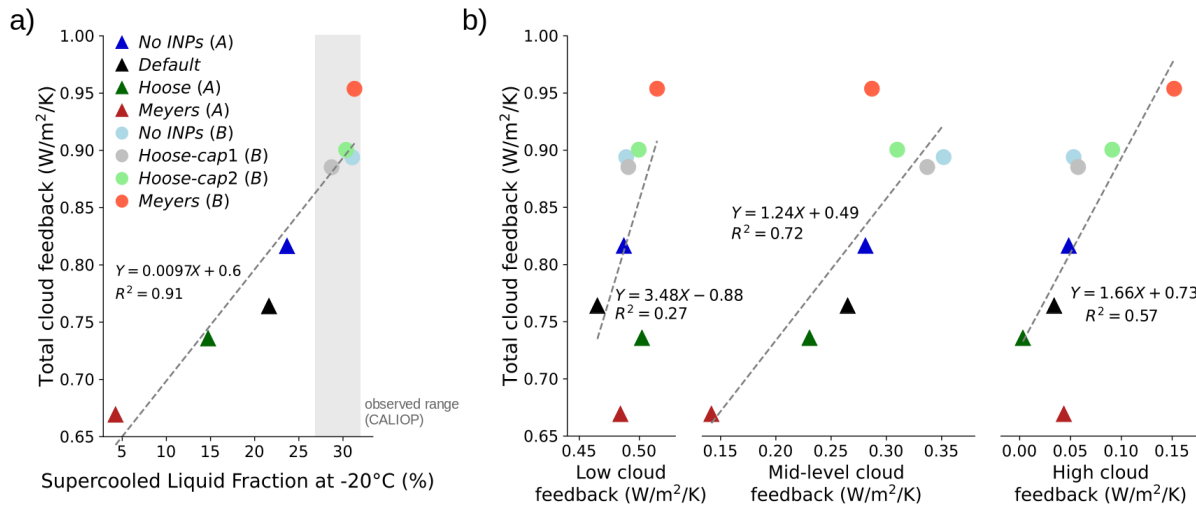 a)
Total cloud feedback (W/m²/K)
1.00
0.95
0.90
0.85
0.80
0.75
0.70
0.65
No INPs (A)
Default
Hoose (A)
Meyers (A)
No INPs (B)
Hoose-cap1 (B)
Hoose-cap2 (B)
Meyers (B)
Y = 0.0097X + 0.6
R² = 0.91
observed range
(CALIOP)
5 10 15 20 25 30
Supercooled Liquid Fraction at -20°C (%)
b)
Total cloud feedback (W/m²/K)
1.00
0.95
0.90
0.85
0.80
0.75
0.70
0.65
Y = 3.48X − 0.88
R² = 0.27
0.45 0.50
Low cloud
feedback (W/m²/K)
Y = 1.24X + 0.49
R² = 0.72
0.15 0.20 0.25 0.30 0.35
Mid-level cloud
feedback (W/m²/K)
Y = 1.66X + 0.73
R² = 0.57
0.00 0.05 0.10 0.15
High cloud
feedback (W/m²/K)